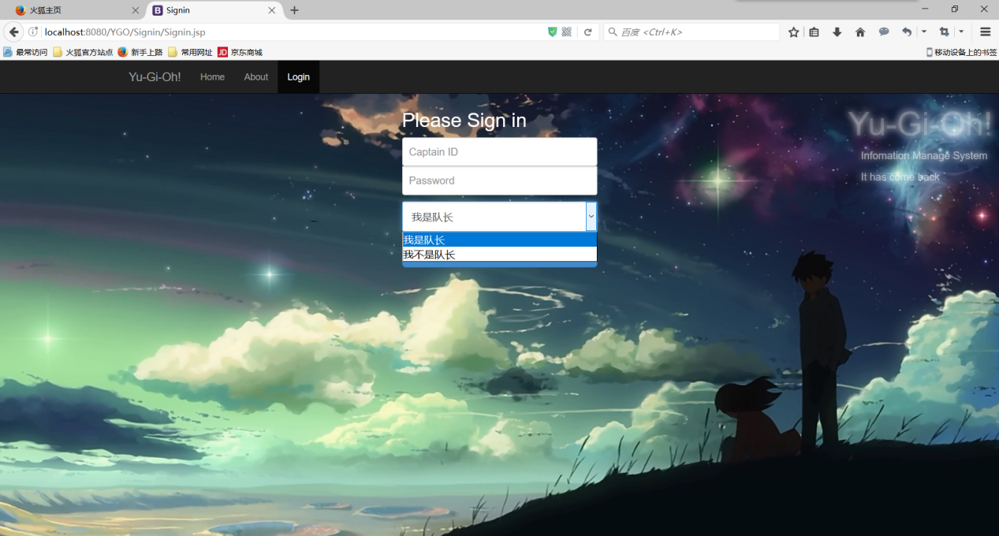 火狐主页
Signin
localhost:8080/YGO/Signin/Signin.jsp
百度 <Ctrl+K>
最常访问 火狐官方站点 新手上路 常用网址 JD 京东商城 移动设备上的书签
Yu-Gi-Oh! Home About Login
Please Sign in
Captain ID
Password
我是队长
我是队长
我不是队长
Yu-Gi-Oh!
Infomation Manage System
It has come back